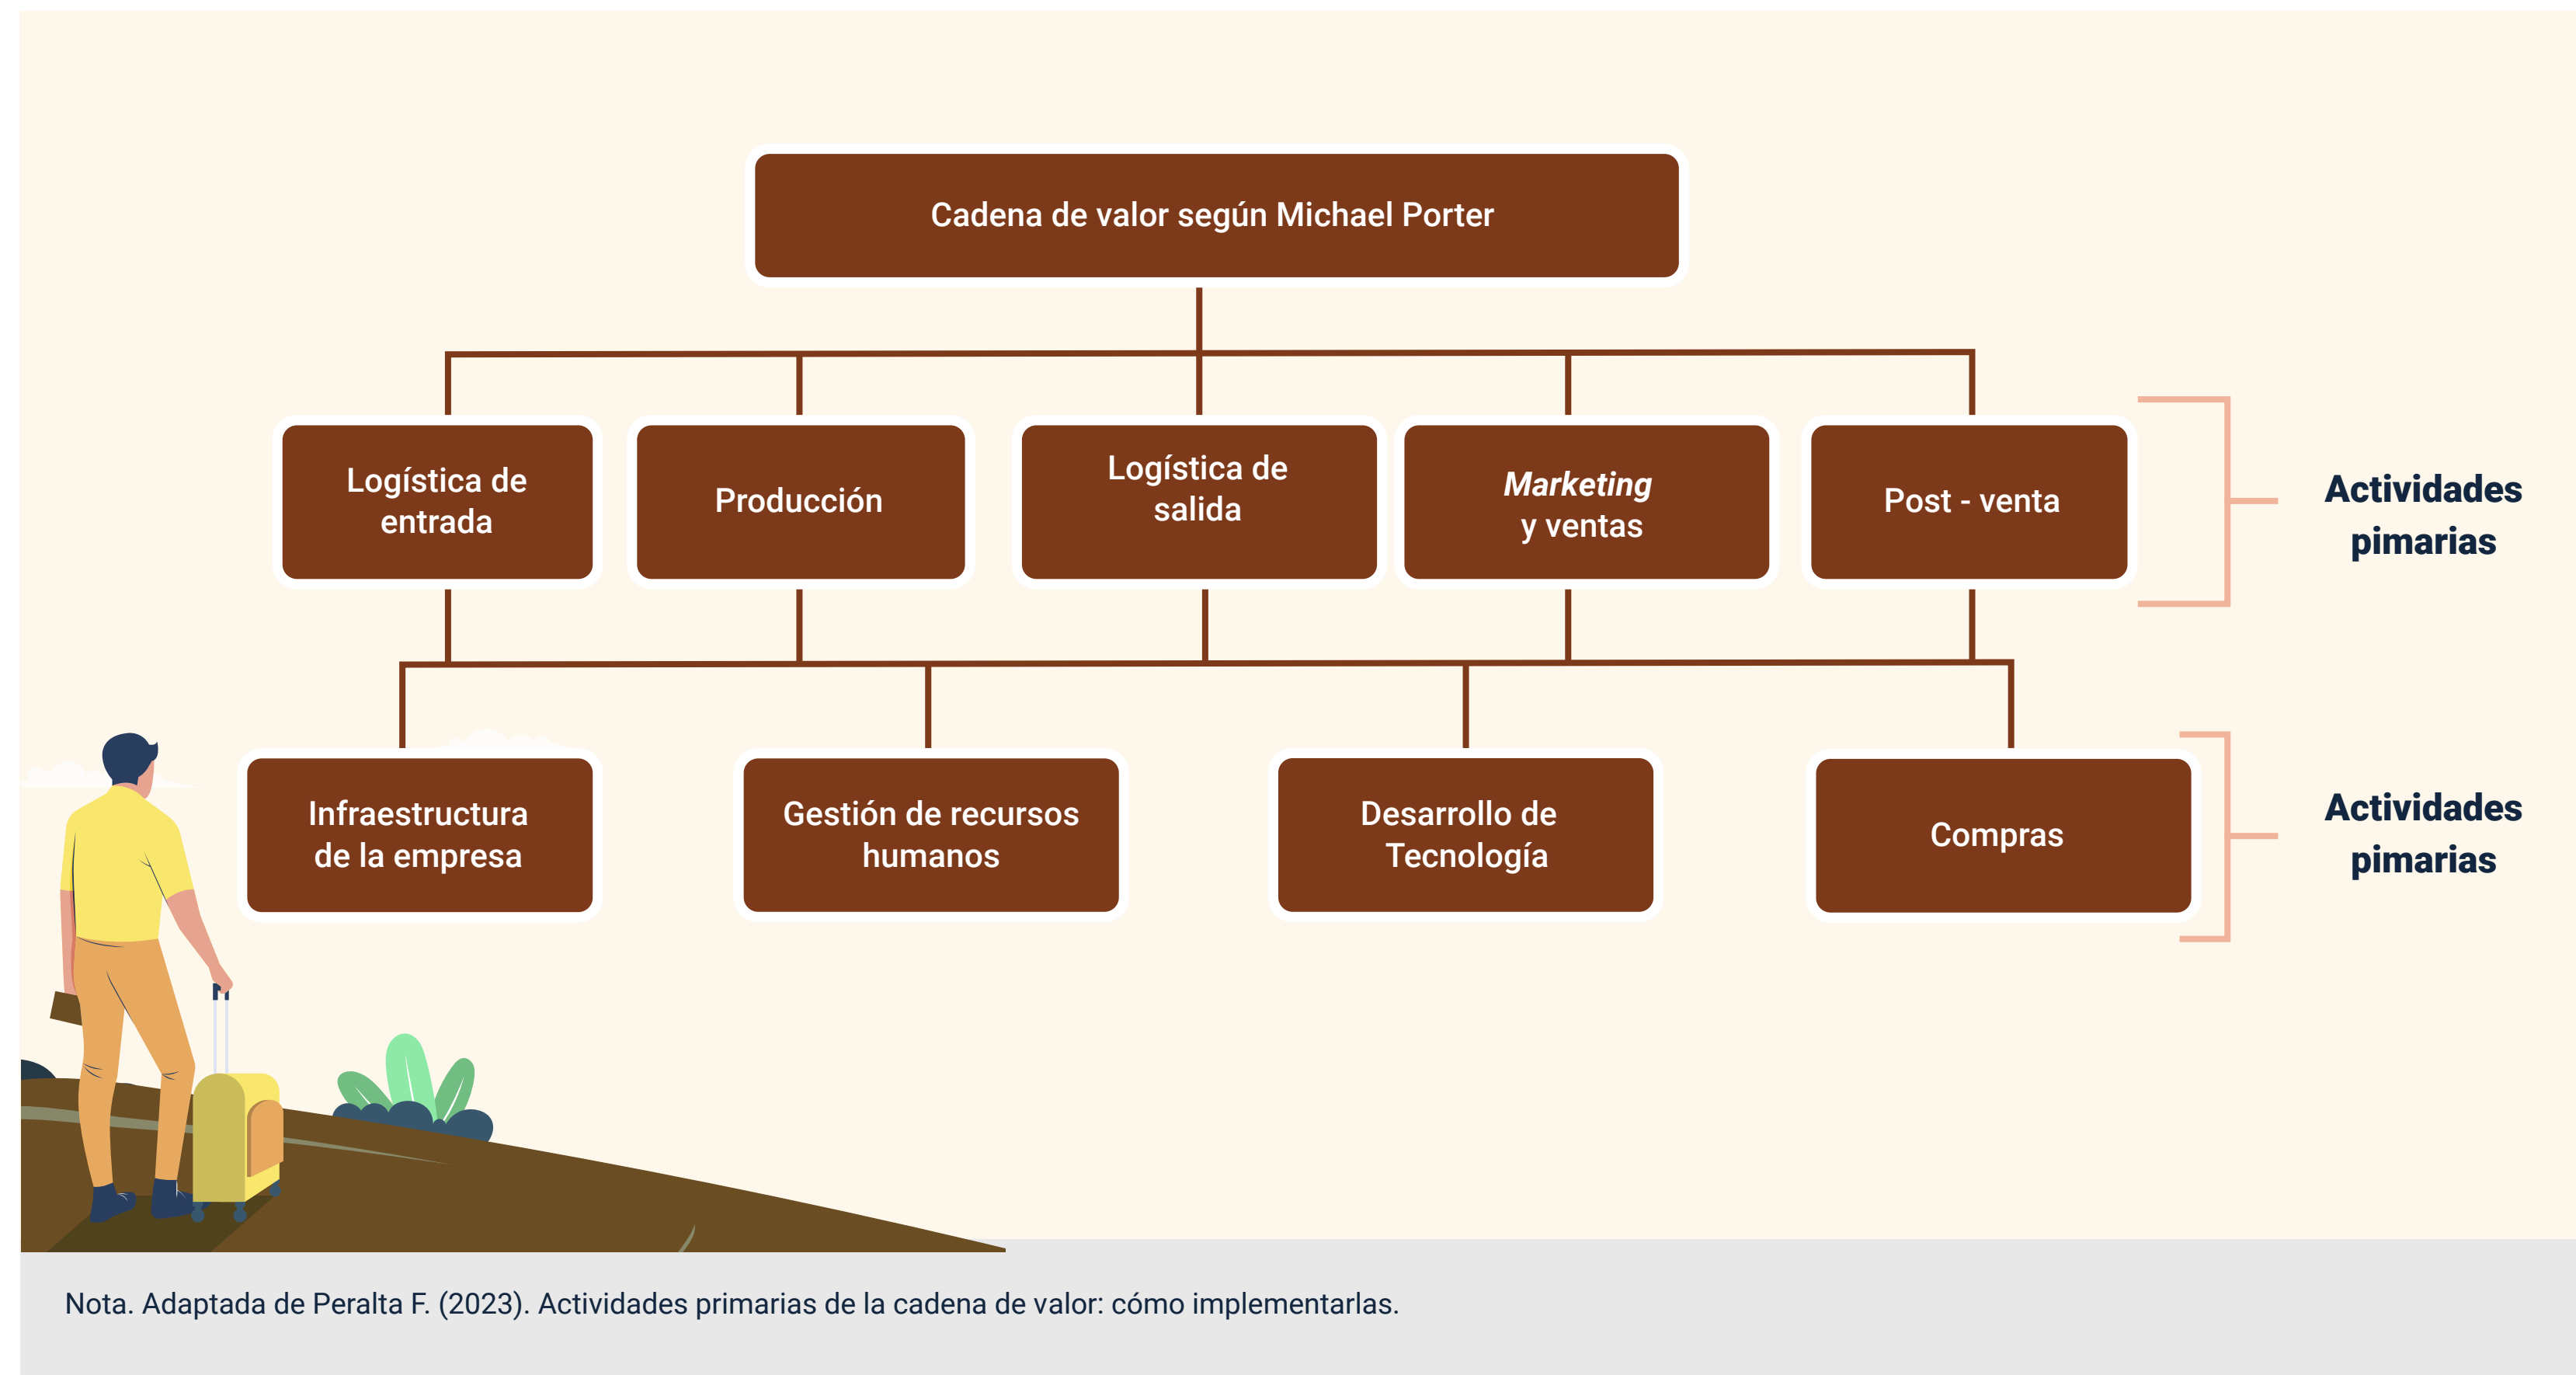 Cadena de valor según Michael Porter
Logística de
entrada
Producción
Logística de
salida
Marketing
y ventas
Post - venta
Actividades
pimarias
Infraestructura
de la empresa
Gestión de recursos
humanos
Desarrollo de
Tecnología
Compras
Actividades
pimarias
Nota. Adaptada de Peralta F. (2023). Actividades primarias de la cadena de valor: cómo implementarlas.